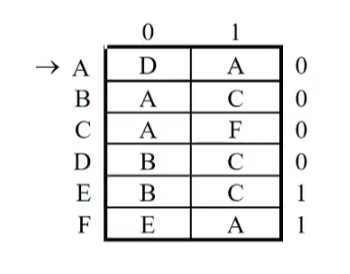 0 1
→ A D A 0
B A C 0
C A F 0
D B C 0
E B C 1
F E A 1